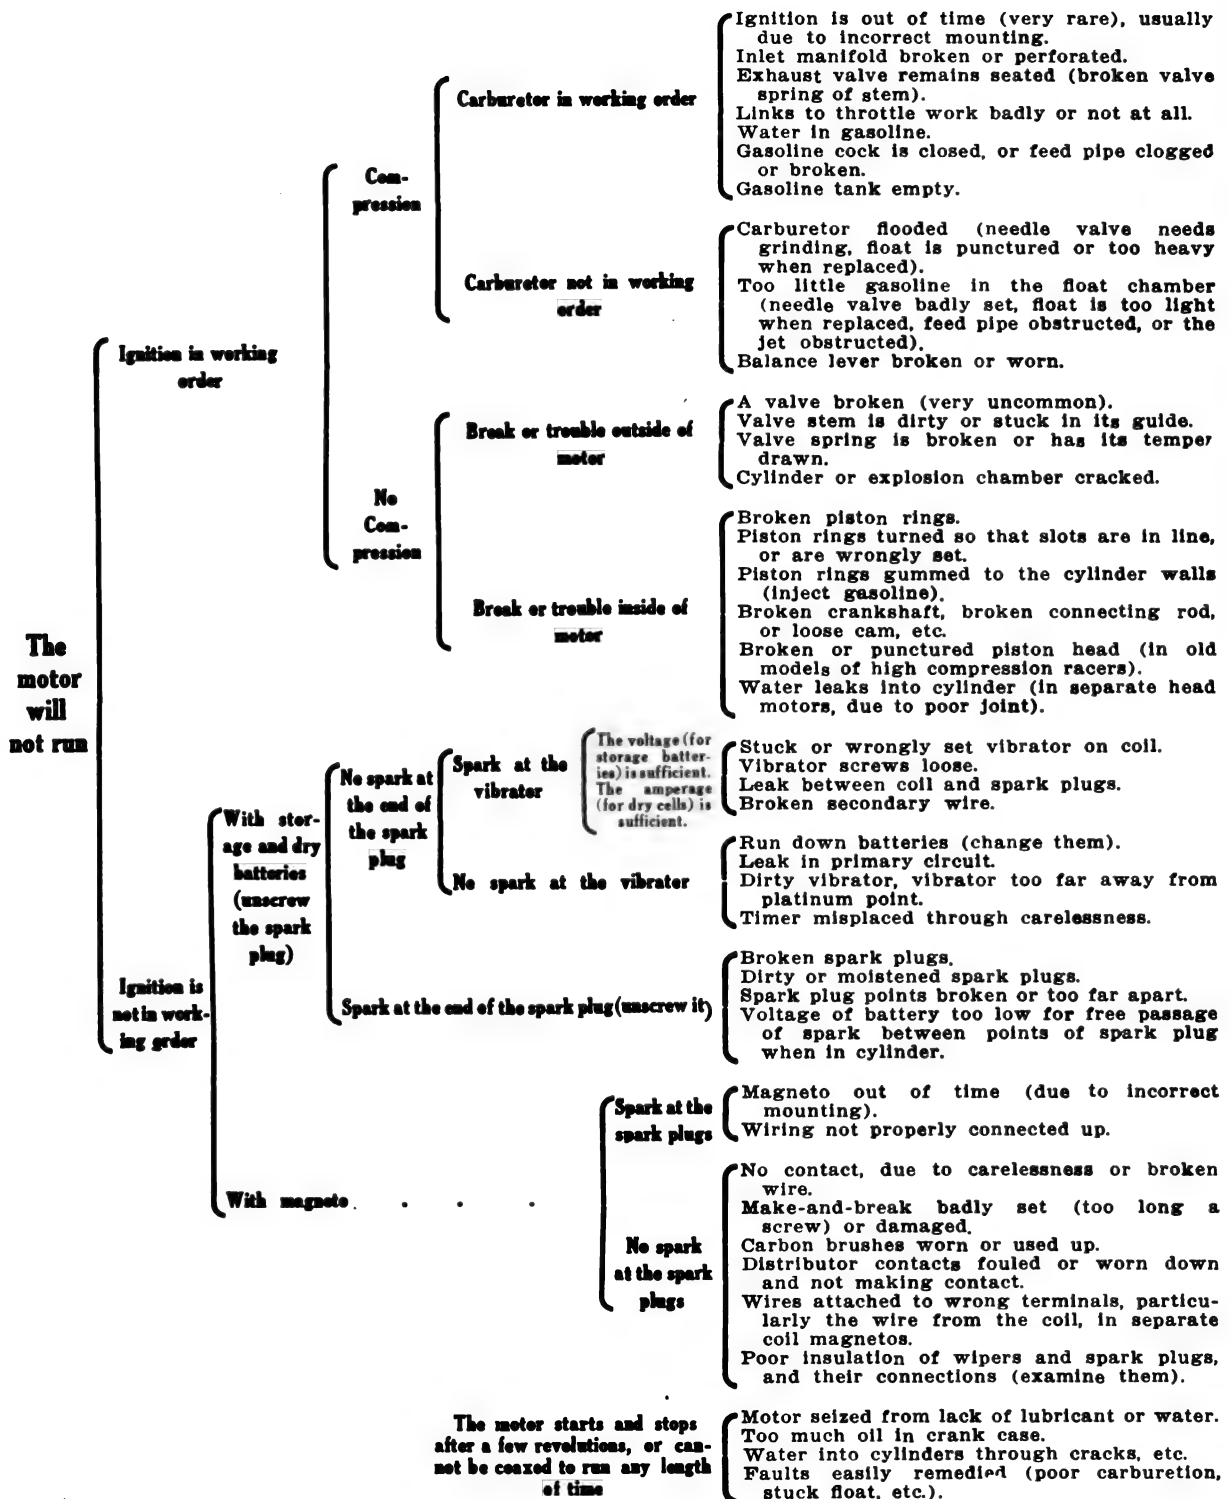 The
motor
will
not run
Ignition in working
order
Com-
pression
Carburetor in working order
Ignition is out of time (very rare), usually
due to incorrect mounting.
Inlet manifold broken or perforated.
Exhaust valve remains seated (broken valve
spring of stem).
Links to throttle work badly or not at all.
Water in gasoline.
Gasoline cock is closed, or feed pipe clogged
or broken.
Gasoline tank empty.
Carburetor not in working
order
Carburetor flooded (needle valve needs
grinding, float is punctured or too heavy
when replaced).
Too little gasoline in the float chamber
(needle valve badly set, float is too light
when replaced, feed pipe obstructed, or the
jet obstructed).
Balance lever broken or worn.
No
Com-
pression
Break or trouble outside of
motor
A valve broken (very uncommon).
Valve stem is dirty or stuck in its guide.
Valve spring is broken or has its temper
drawn.
Cylinder or explosion chamber cracked.
Break or trouble inside of
motor
Broken piston rings.
Piston rings turned so that slots are in line,
or are wrongly set.
Piston rings gummed to the cylinder walls
(inject gasoline).
Broken crankshaft, broken connecting rod,
or loose cam, etc.
Broken or punctured piston head (in old
models of high compression racers).
Water leaks into cylinder (in separate head
motors, due to poor joint).
Ignition is
not in work-
ing order
With stor-
age and dry
batteries
(unscrew
the spark
plug)
No spark at
the end of
the spark
plug
Spark at the
vibrator
The voltage (for
storage batter-
ies) is sufficient.
The amperage
(for dry cells) is
sufficient.
Stuck or wrongly set vibrator on coil.
Vibrator screws loose.
Leak between coil and spark plugs.
Broken secondary wire.
No spark at the vibrater
Run down batteries (change them).
Leak in primary circuit.
Dirty vibrator, vibrator too far away from
platinum point.
Timer misplaced through carelessness.
Spark at the end of the spark plug (unscrew it)
Broken spark plugs.
Dirty or moistened spark plugs.
Spark plug points broken or too far apart.
Voltage of battery too low for free passage
of spark between points of spark plug
when in cylinder.
With magneto . . . .
Spark at the
spark plugs
Magneto out of time (due to incorrect
mounting).
Wiring not properly connected up.
No spark
at the spark
plugs
No contact, due to carelessness or broken
wire.
Make-and-break badly set (too long a
screw) or damaged.
Carbon brushes worn or used up.
Distributor contacts fouled or worn down
and not making contact.
Wires attached to wrong terminals, particu-
larly the wire from the coil, in separate
coil magnetos.
Poor insulation of wipers and spark plugs,
and their connections (examine them).
The motor starts and stops
after a few revolutions, or can-
not be coaxed to run any length
of time
Motor seized from lack of lubricant or water.
Too much oil in crank case.
Water into cylinders through cracks, etc.
Faults easily remedied (poor carburetion,
stuck float, etc.).